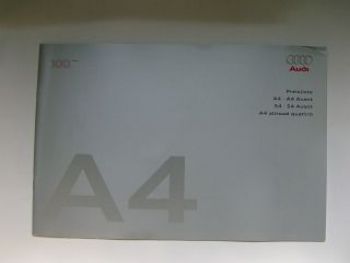 100
Audi
Preisliste
A4 A4 Avant
S4 S4 Avant
A4 allroad quattro
A4